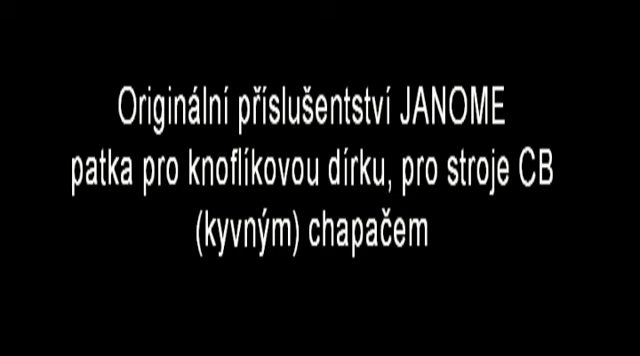 Originální příslušentství JANOME
patka pro knoflíkovou dírku, pro stroje CB
(kyvným) chapačem